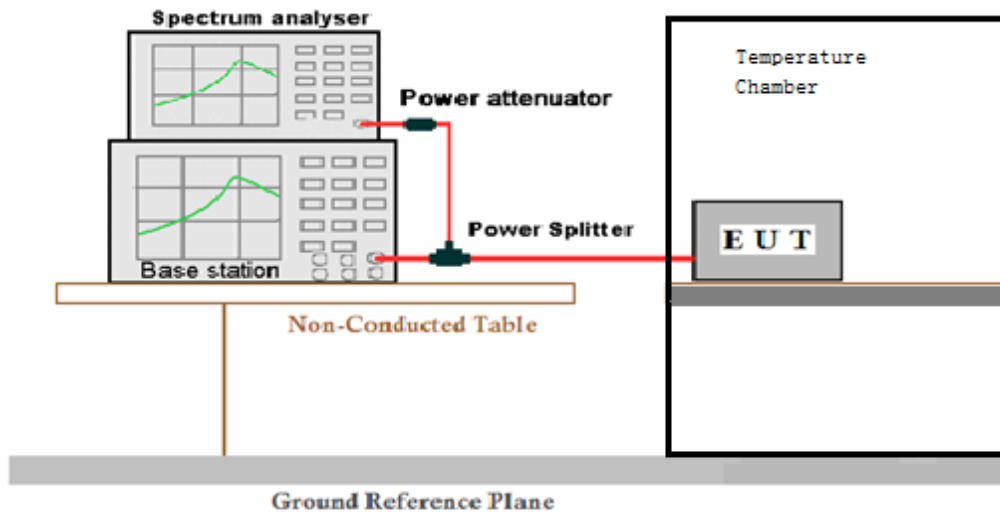 Spectrum analyser
Temperature
Chamber
Power attenuator
Power Splitter
E U T
Base station
Non-Conducted Table
Ground Reference Plane